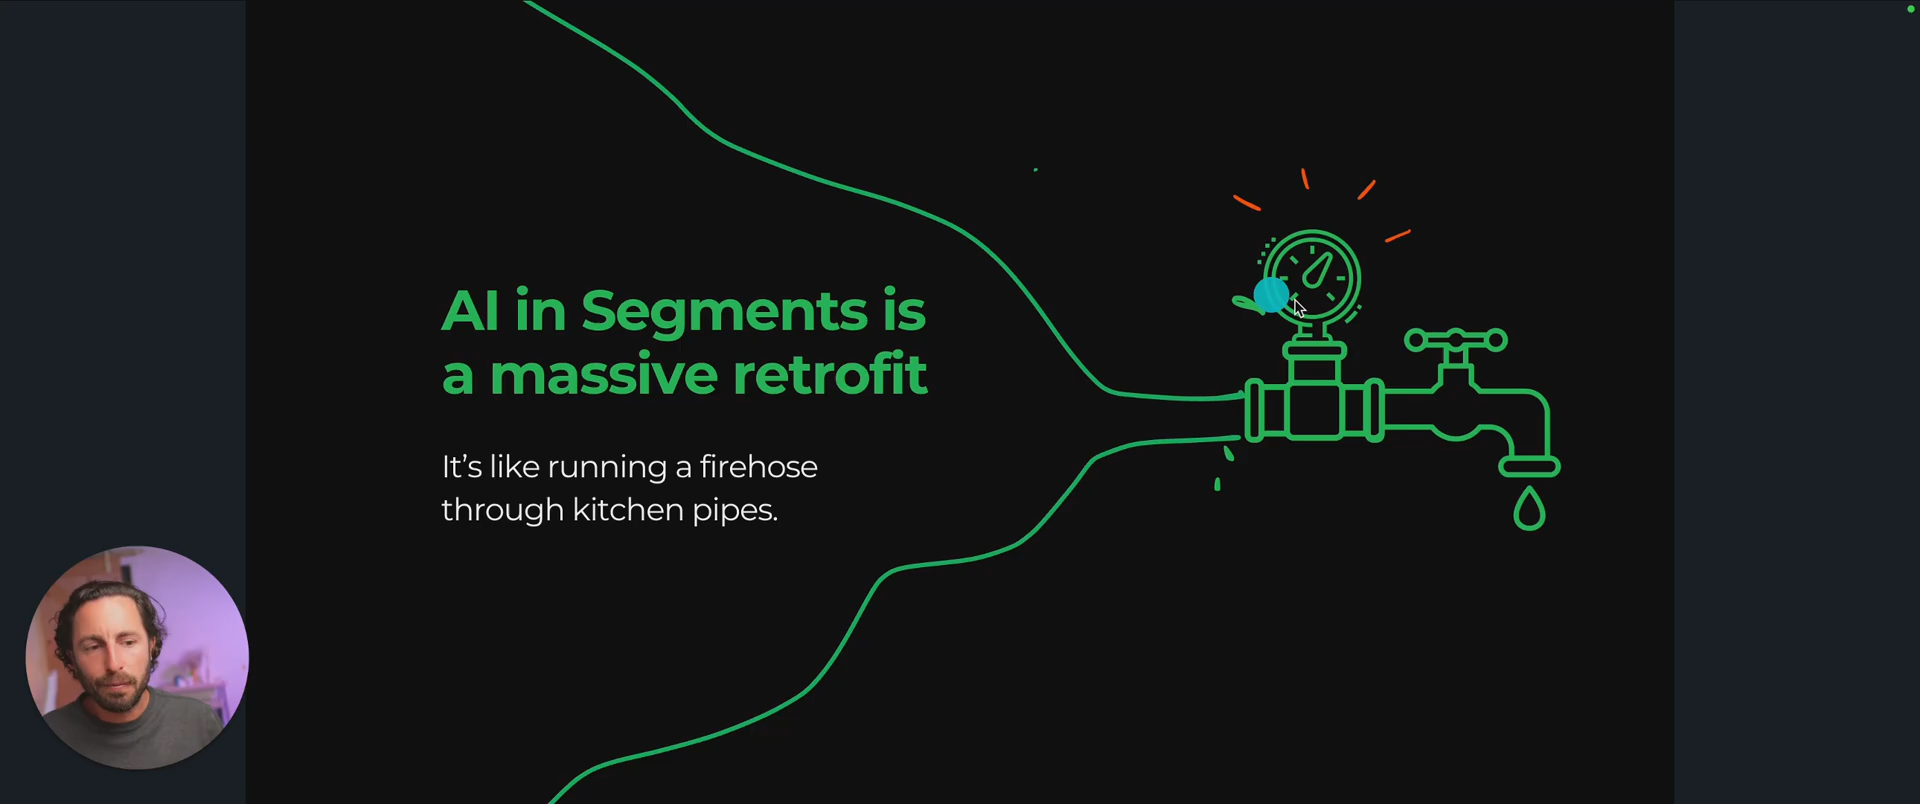 AI in Segments is
a massive retrofit
It’s like running a firehose
through kitchen pipes.